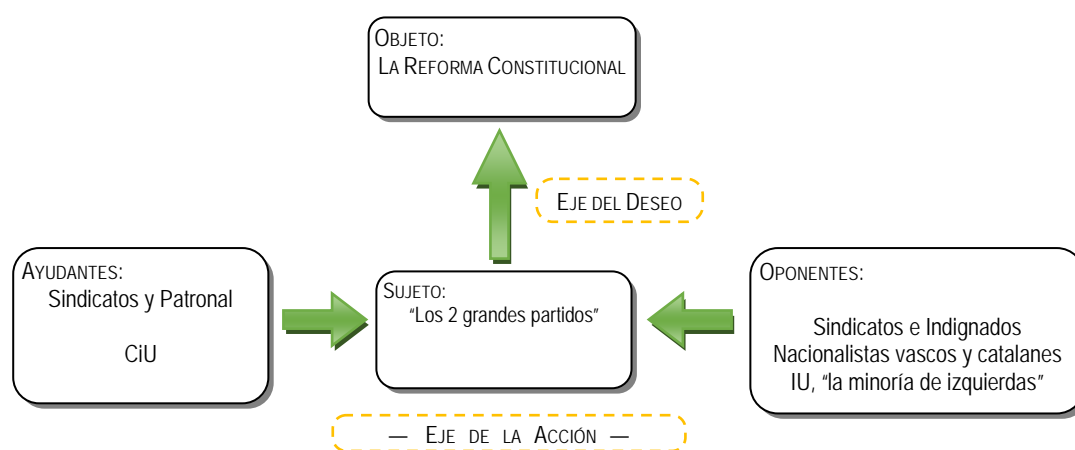 OBJETO:
LA REFORMA CONSTITUCIONAL
EJE DEL DESEO
AYUDANTES:
Sindicatos y Patronal
CiU
SUJETO:
“Los 2 grandes partidos”
OPONENTES:
Sindicatos e Indignados
Nacionalistas vascos y catalanes
IU, “la minoría de izquierdas”
— EJE DE LA ACCIÓN —